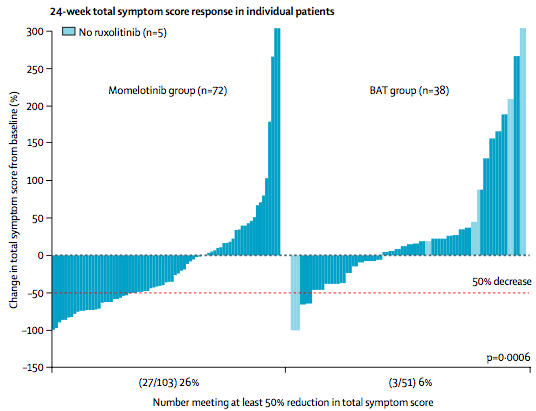 24-week total symptom score response in individual patients
No ruxolitinib (n=5)
Momelotinib group (n=72)
BAT group (n=38)
Change in total symptom score from baseline (%)
300
250
200
150
100
50
0
−50
−100
−150
50% decrease
p=0·0006
(27/103) 26%
(3/51) 6%
Number meeting at least 50% reduction in total symptom score